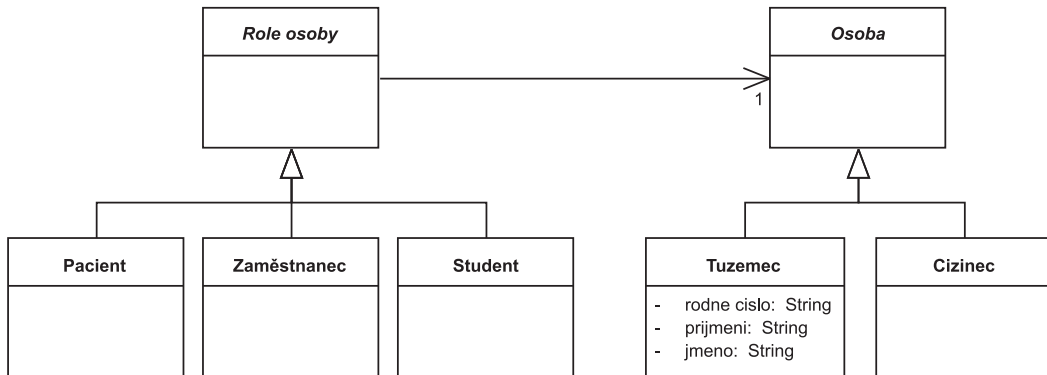 Role osoby
Osoba
1
Pacient
Zaměstnanec
Student
Tuzemec
Cizinec
- rodne cislo: String
- prijmeni: String
- jmeno: String